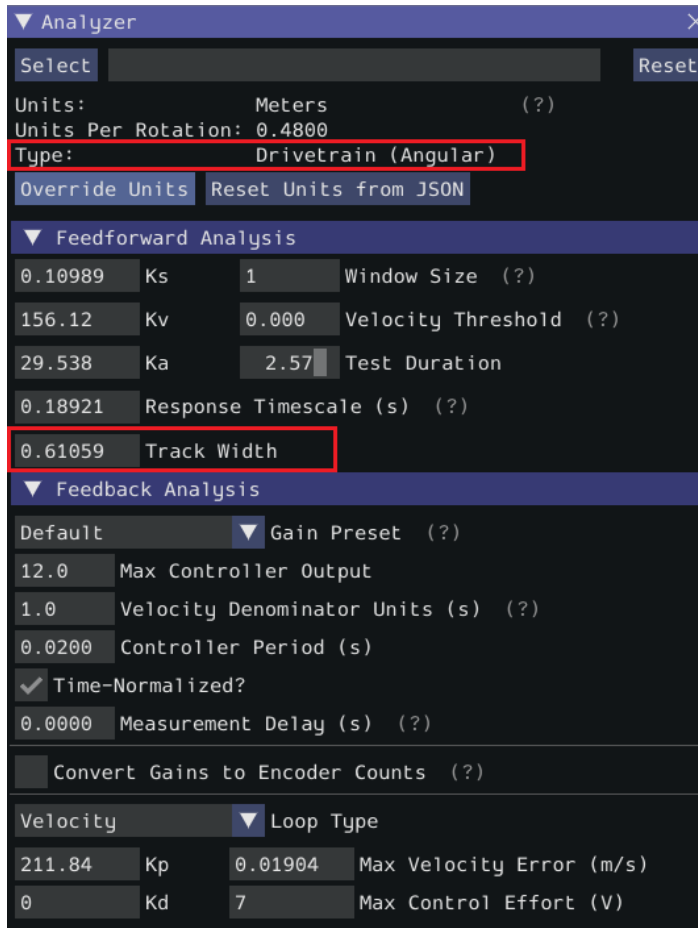 ▼ Analyzer
Select Reset
Units: Meters (?)
Units Per Rotation: 0.4800
Type: Drivetrain (Angular)
Override Units Reset Units from JSON
▼ Feedforward Analysis
0.10989 Ks 1 Window Size (?)
156.12 Kv 0.000 Velocity Threshold (?)
29.538 Ka 2.57 Test Duration
0.18921 Response Timescale (s) (?)
0.61059 Track Width
▼ Feedback Analysis
Default ▼ Gain Preset (?)
12.0 Max Controller Output
1.0 Velocity Denominator Units (s) (?)
0.0200 Controller Period (s)
Time-Normalized?
0.0000 Measurement Delay (s) (?)
Convert Gains to Encoder Counts (?)
Velocity ▼ Loop Type
211.84 Kp 0.01904 Max Velocity Error (m/s)
0 Kd 7 Max Control Effort (V)